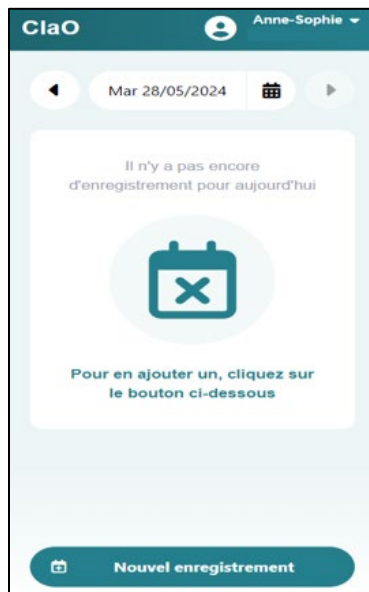 ClaO
Anne-Sophie
Mar 28/05/2024
Il n'y a pas encore
d'enregistrement pour aujourd'hui
Pour en ajouter un, cliquez sur
le bouton ci-dessous
Nouvel enregistrement